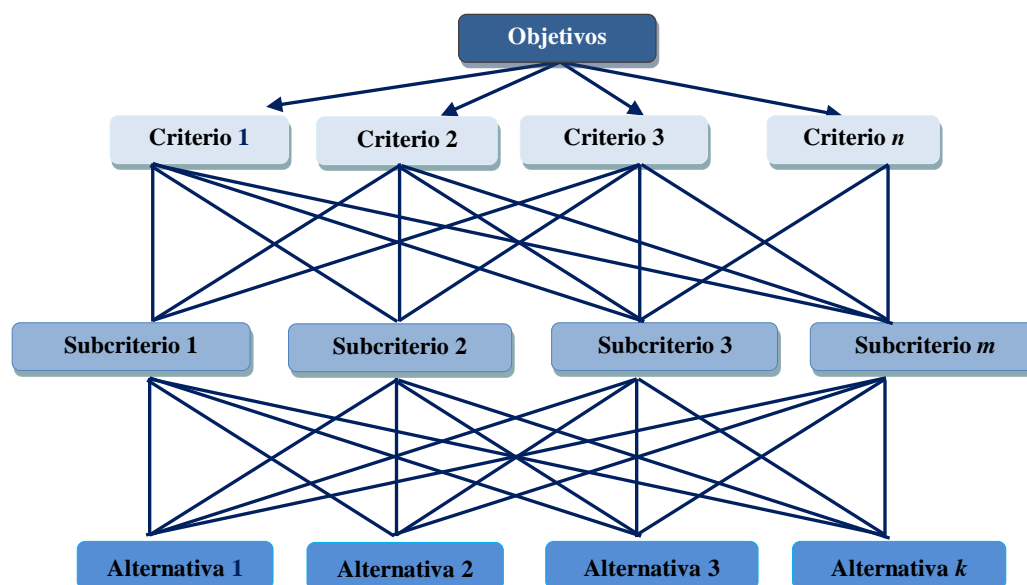 Objetivos
Criterio 1
Criterio 2
Criterio 3
Criterio n
Subcriterio 1
Subcriterio 2
Subcriterio 3
Subcriterio m
Alternativa 1
Alternativa 2
Alternativa 3
Alternativa k